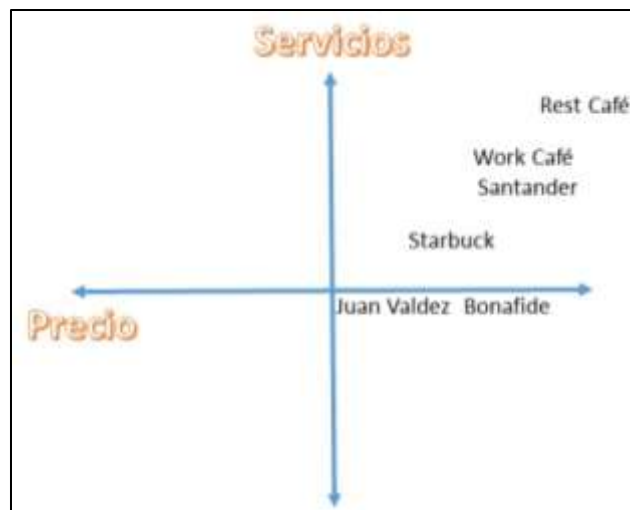 Servicios
Rest Café
Work Café
Santander
Starbuck
Juan Valdez Bonafide
Precio